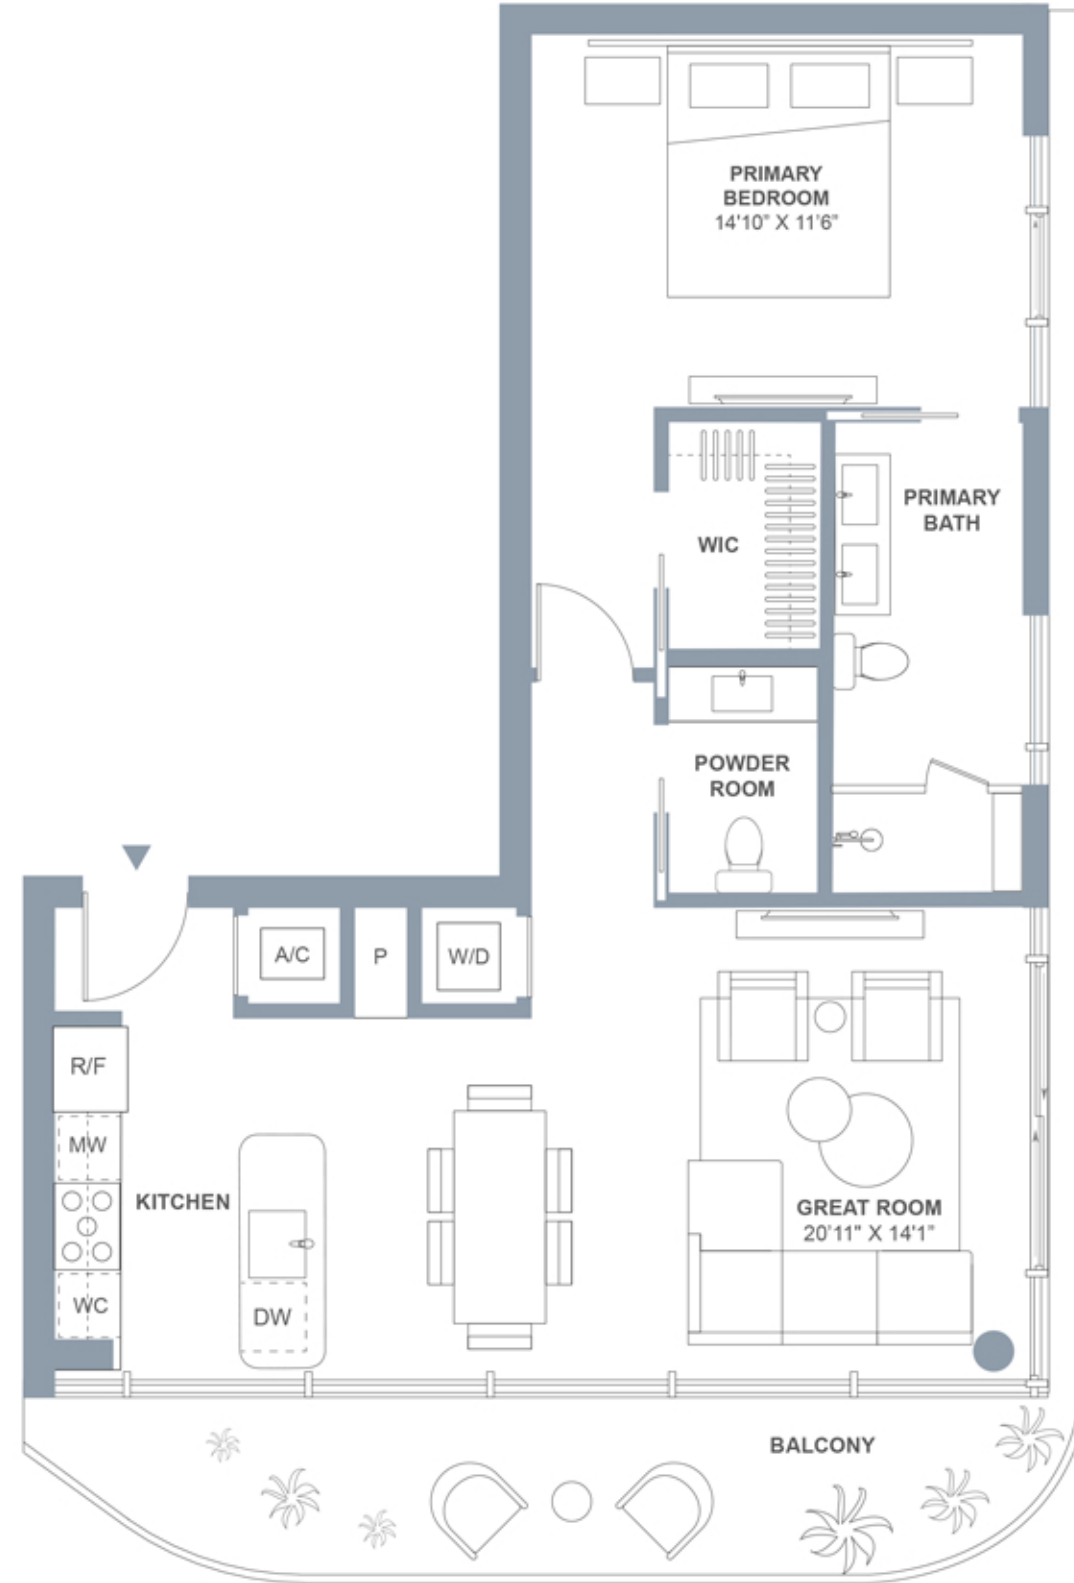 PRIMARY
BEDROOM
14'10” X 11'6”
PRIMARY
BATH
WIC
POWDER
ROOM
A/C
P
W/D
R/F
MW
KITCHEN
GREAT ROOM
20'11" X 14'1"
WC
DW
BALCONY